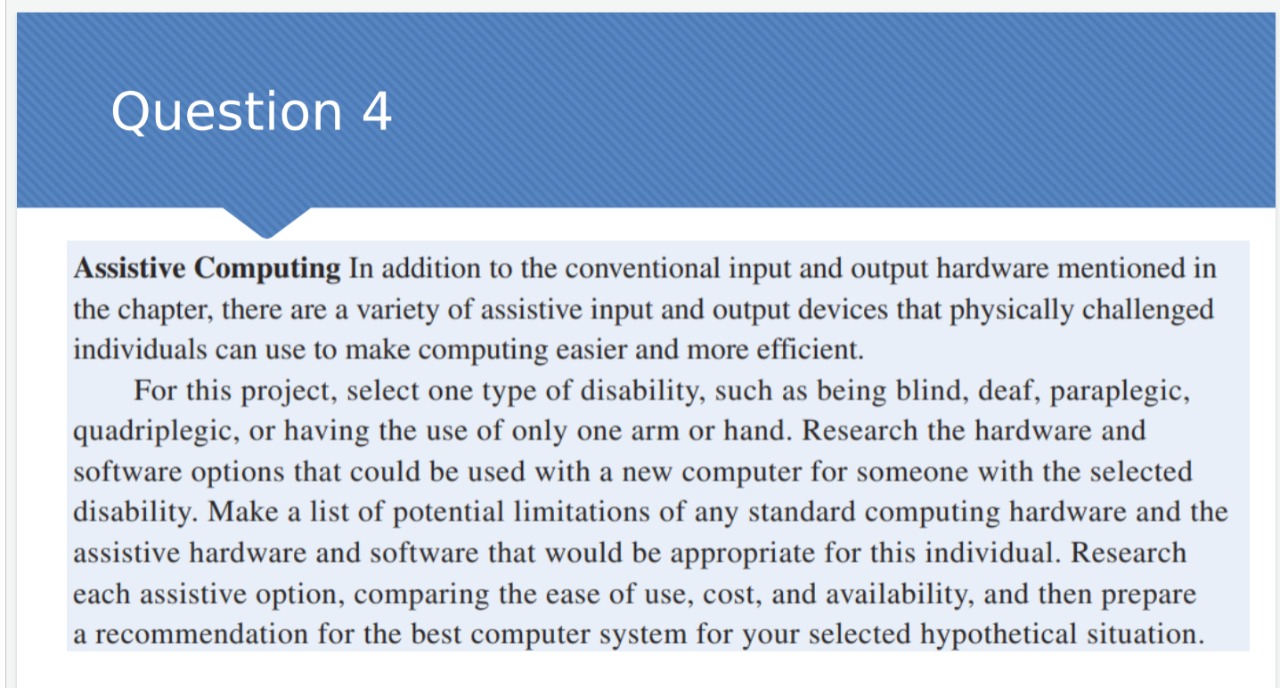 Question 4
Assistive Computing In addition to the conventional input and output hardware mentioned in
the chapter, there are a variety of assistive input and output devices that physically challenged
individuals can use to make computing easier and more efficient.
For this project, select one type of disability, such as being blind, deaf, paraplegic,
quadriplegic, or having the use of only one arm or hand. Research the hardware and
software options that could be used with a new computer for someone with the selected
disability. Make a list of potential limitations of any standard computing hardware and the
assistive hardware and software that would be appropriate for this individual. Research
each assistive option, comparing the ease of use, cost, and availability, and then prepare
a recommendation for the best computer system for your selected hypothetical situation.